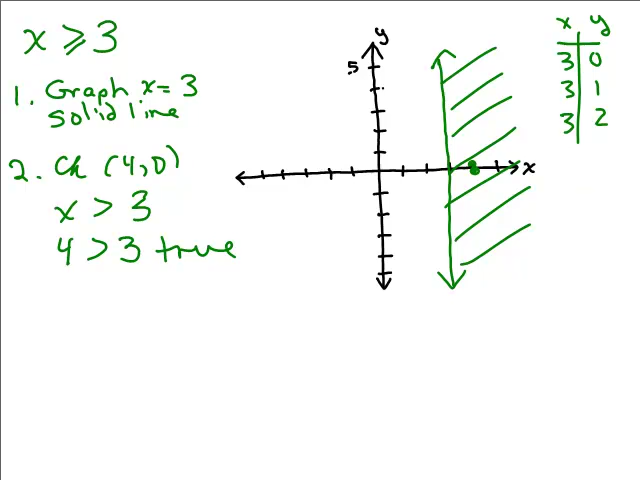 x ≥ 3
1. Graph x = 3
solid line
2. Ck (4,0)
x > 3
4 > 3 true
y
5
x
x y
3 0
3 1
3 2